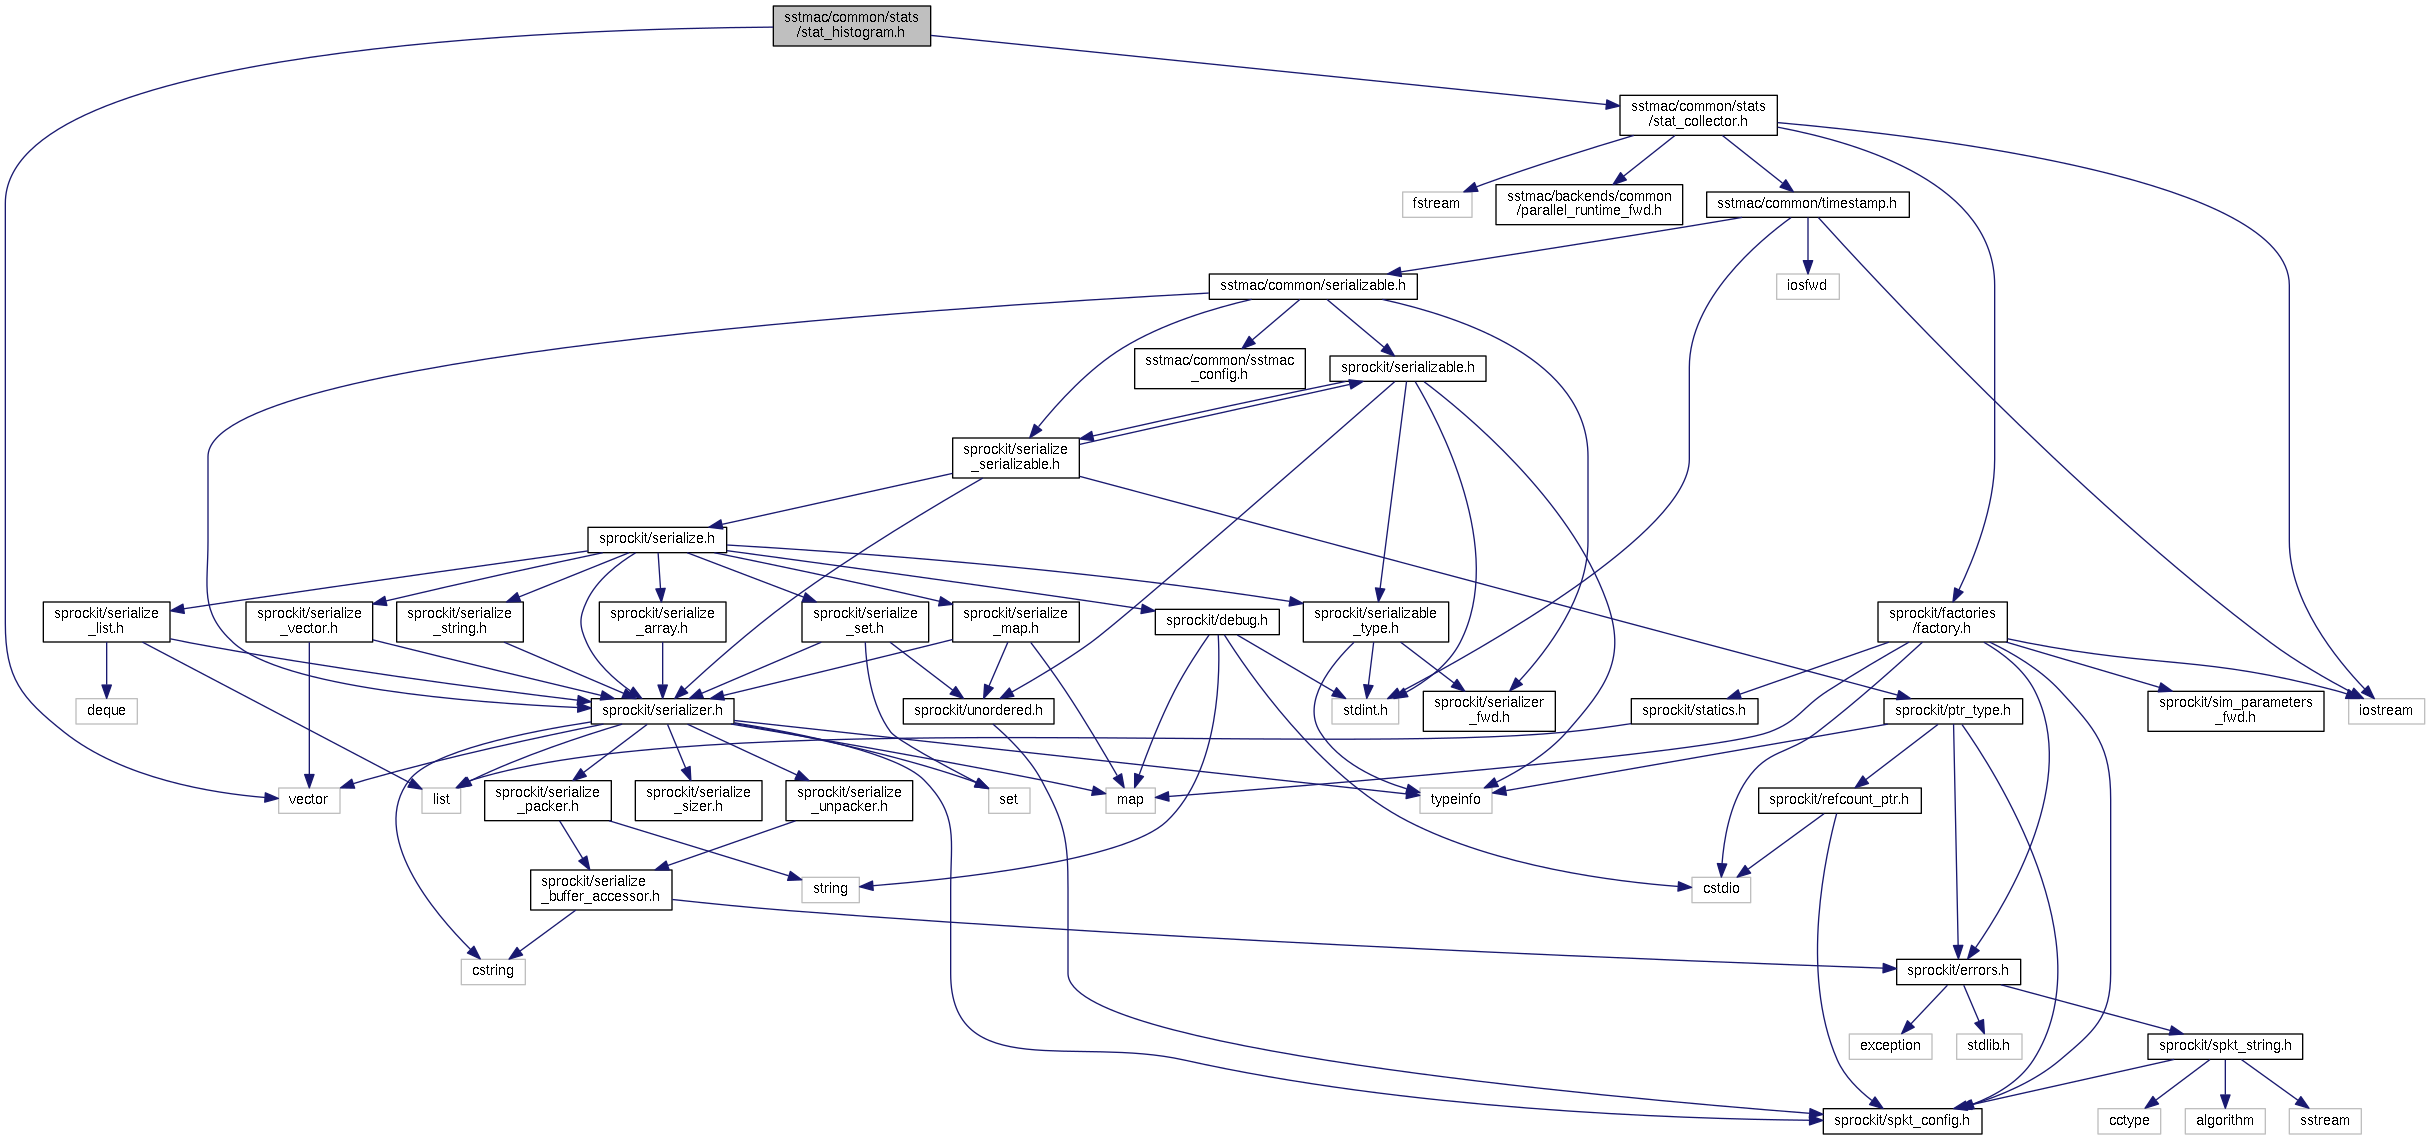 sstmac/common/stats
/stat_histogram.h
sstmac/common/stats
/stat_collector.h
fstream
sstmac/backends/common
/parallel_runtime_fwd.h
sstmac/common/timestamp.h
sstmac/common/serializable.h
iosfwd
sstmac/common/sstmac
_config.h
sprockit/serializable.h
sprockit/serialize
_serializable.h
sprockit/serialize.h
sprockit/serialize
_list.h
sprockit/serialize
_vector.h
sprockit/serialize
_string.h
sprockit/serialize
_array.h
sprockit/serialize
_set.h
sprockit/serialize
_map.h
sprockit/debug.h
sprockit/serializable
_type.h
sprockit/factories
/factory.h
deque
sprockit/serializer.h
sprockit/unordered.h
stdint.h
sprockit/serializer
_fwd.h
sprockit/statics.h
sprockit/ptr_type.h
sprockit/sim_parameters
_fwd.h
iostream
vector
list
sprockit/serialize
_packer.h
sprockit/serialize
_sizer.h
sprockit/serialize
_unpacker.h
set
map
typeinfo
sprockit/refcount_ptr.h
sprockit/serialize
_buffer_accessor.h
string
cstdio
cstring
sprockit/errors.h
exception
stdlib.h
sprockit/spkt_string.h
sprockit/spkt_config.h
cctype
algorithm
sstream